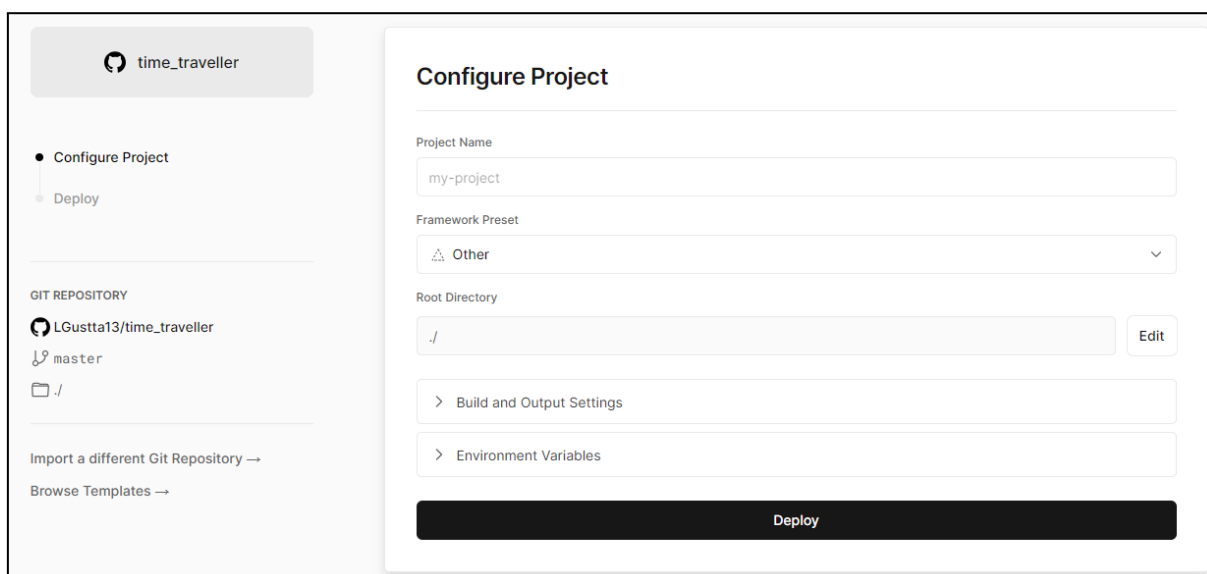 time_traveller
Configure Project
Deploy
GIT REPOSITORY
LGustta13/time_traveller
master
./
Import a different Git Repository →
Browse Templates →
Configure Project
Project Name
my-project
Framework Preset
Other
Root Directory
./
Edit
Build and Output Settings
Environment Variables
Deploy